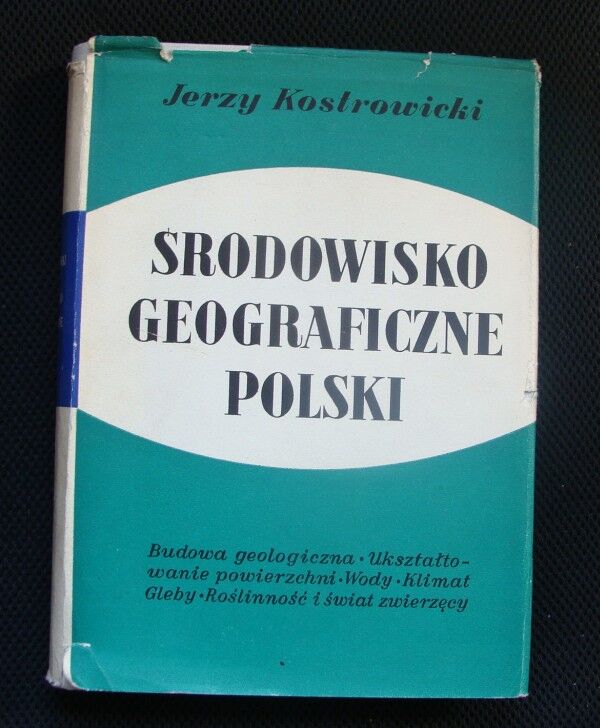 Jerzy Kostrowicki
ŚRODOWISKO
GEOGRAFICZNE
POLSKI
Budowa geologiczna • Ukształto-
wanie powierzchni • Wody • Klimat
Gleby • Roślinność i świat zwierzęcy